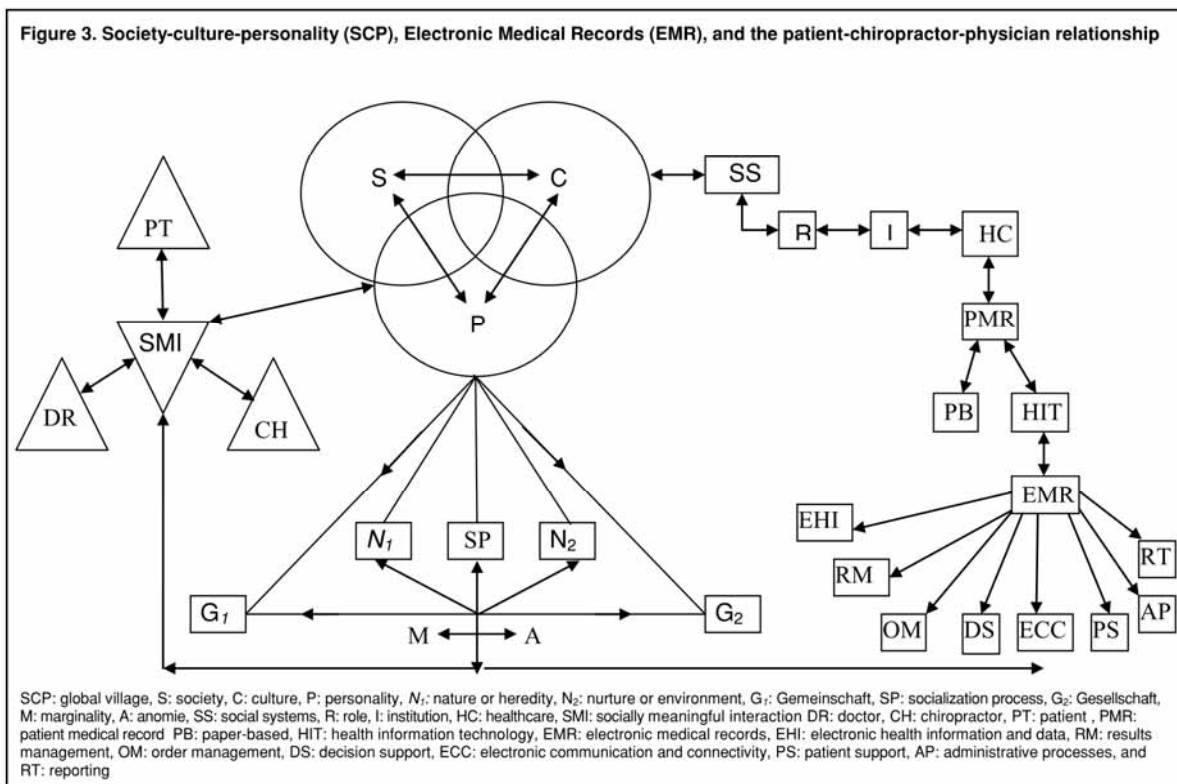 Figure 3. Society-culture-personality (SCP), Electronic Medical Records (EMR), and the patient-chiropractor-physician relationship
S
C
SS
PT
R
I
HC
P
PMR
SMI
DR
CH
PB
HIT
EMR
EHI
N₁
SP
N₂
RT
RM
G₁
G₂
AP
M
A
OM
DS
ECC
PS
SCP: global village, S: society, C: culture, P: personality, N₁: nature or heredity, N₂: nurture or environment, G₁: Gemeinschaft, SP: socialization process, G₂: Gesellschaft,
M: marginality, A: anomie, SS: social systems, R: role, I: institution, HC: healthcare, SMI: socially meaningful interaction DR: doctor, CH: chiropractor, PT: patient , PMR:
patient medical record PB: paper-based, HIT: health information technology, EMR: electronic medical records, EHI: electronic health information and data, RM: results
management, OM: order management, DS: decision support, ECC: electronic communication and connectivity, PS: patient support, AP: administrative processes, and
RT: reporting